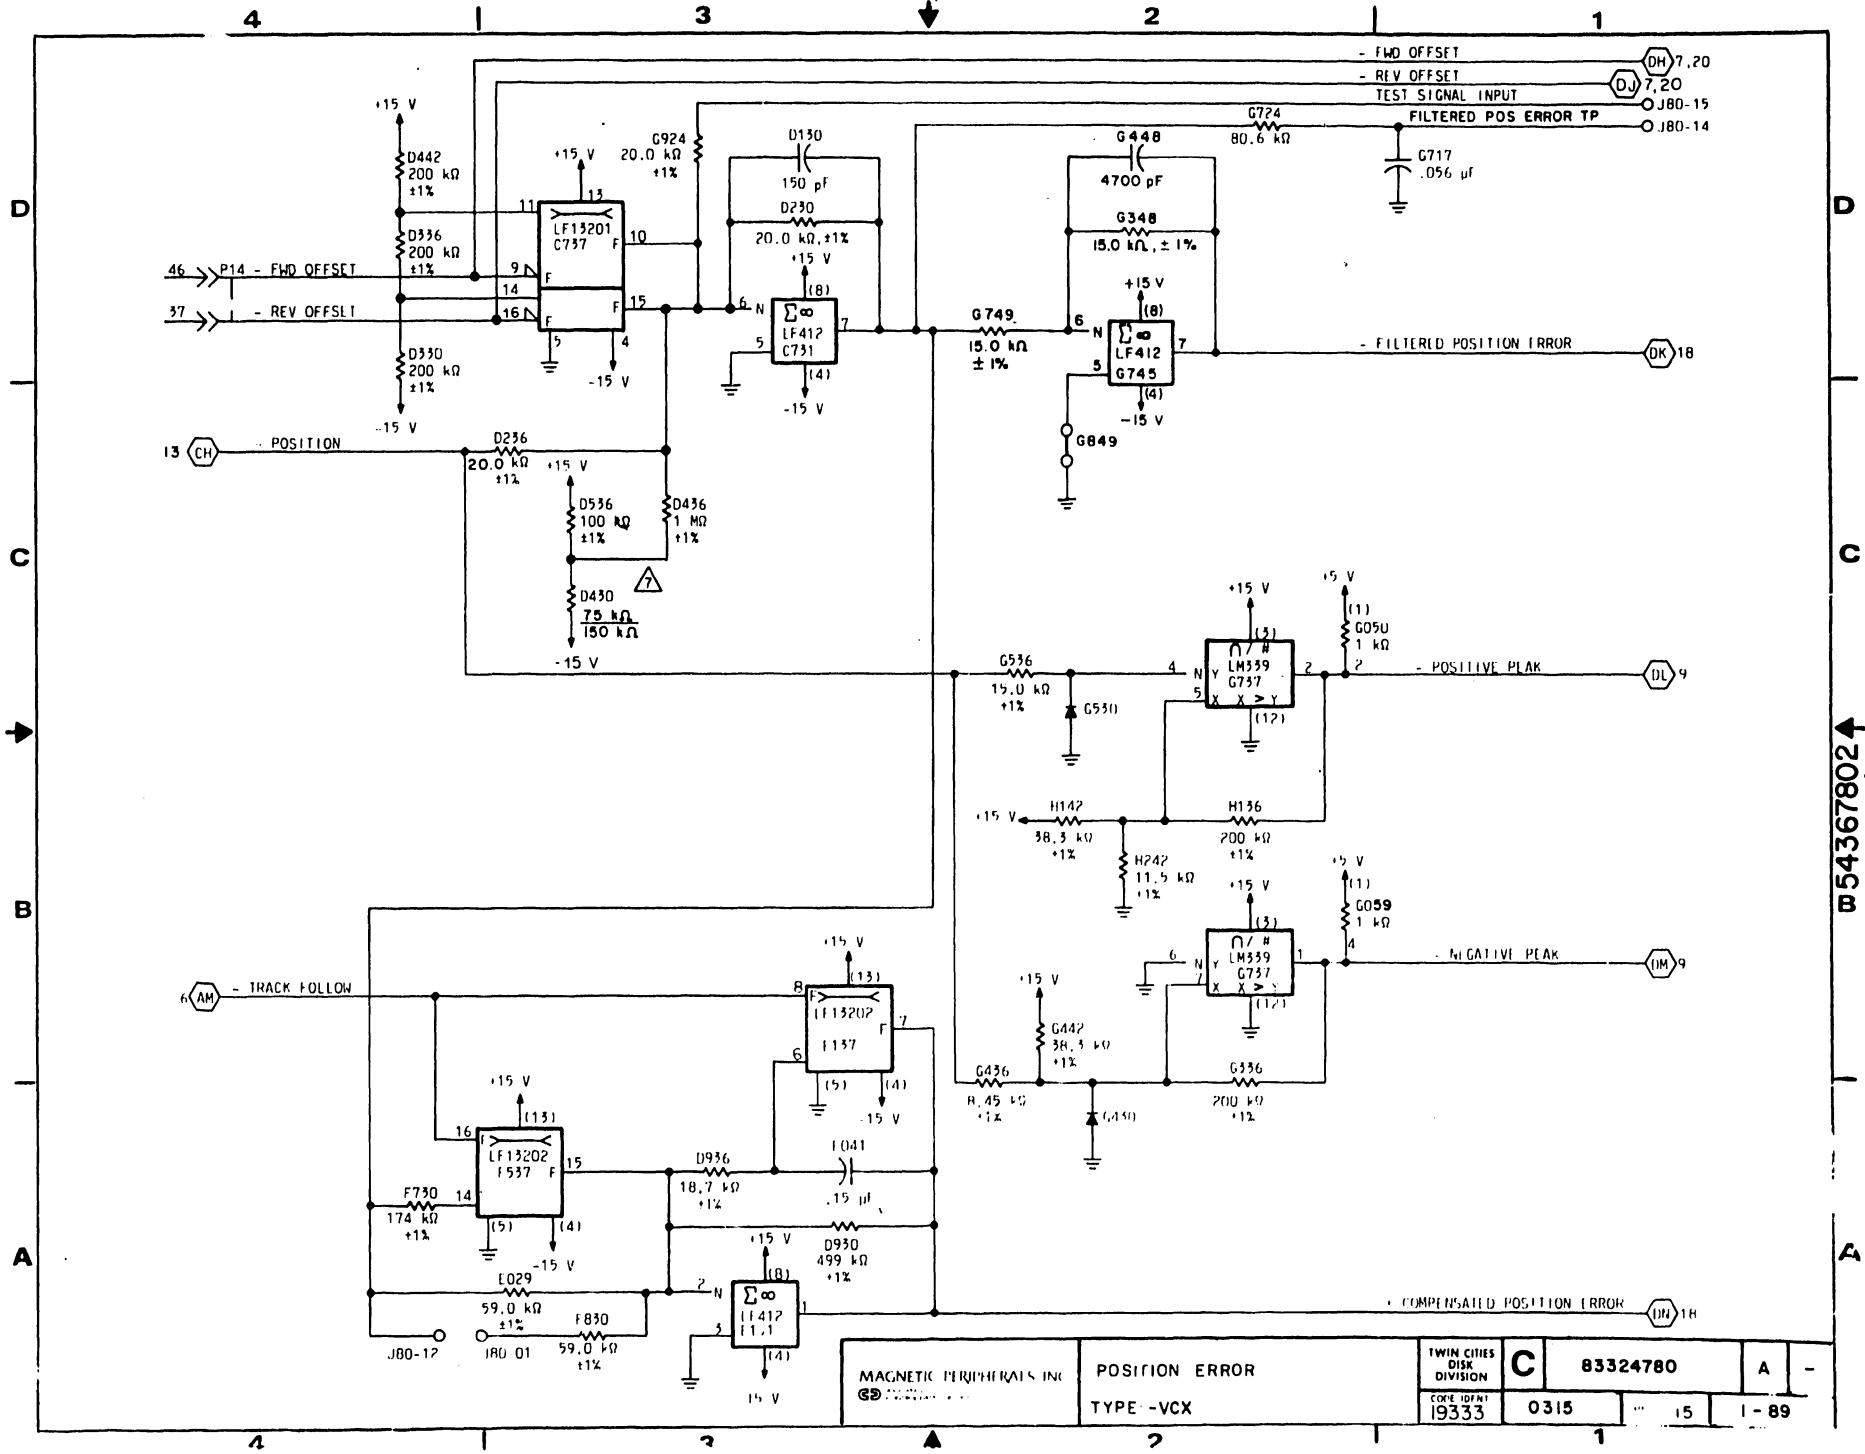 4 3 2 1
- FWD OFFSET DH 7,20
- REV OFFSET DJ 7,20
TEST SIGNAL INPUT J80-15
FILTERED POS ERROR TP J80-14
+15 V
D442
200 kΩ
±1%
D336
200 kΩ
±1%
D330
200 kΩ
±1%
-15 V
46 P14 - FWD OFFSET
37 - REV OFFSET
+15 V
13
11
LF13201
C737
F 10
9 F
14
F 15
16 F
5 4
-15 V
G924
20.0 kΩ
±1%
D130
150 pF
D230
20.0 kΩ,±1%
+15 V
(8)
6 N
Σ∞
LF412
C731
7
5
(4)
-15 V
G724
80.6 kΩ
G717
.056 µF
G448
4700 pF
G348
15.0 kΩ, ± 1%
G749
15.0 kΩ
± 1%
+15 V
(8)
6 N
Σ∞
LF412
G745
7
5
(4)
-15 V
G849
- FILTERED POSITION ERROR DK 18
D D
13 CH - POSITION
D236
20.0 kΩ
±1%
+15 V
D536
100 kΩ
±1%
D436
1 MΩ
±1%
7
D430
75 kΩ
150 kΩ
-15 V
C C
G536
15.0 kΩ
±1%
G530
+15 V
(3)
∩/ #
4 N Y
LM339
G737
2
5 X X > Y
(12)
+5 V
(1)
G050
1 kΩ
2
- POSITIVE PEAK DL 9
+15 V
H142
38.3 kΩ
±1%
H136
200 kΩ
±1%
H242
11.5 kΩ
±1%
B B
B54367802
+15 V
(3)
∩/ #
6 N Y
LM339
G737
1
7 X X > Y
(12)
+5 V
(1)
G059
1 kΩ
4
- NEGATIVE PEAK DM 9
+15 V
G442
38.3 kΩ
±1%
G436
8.45 kΩ
±1%
G430
G336
200 kΩ
±1%
6 AM - TRACK FOLLOW
+15 V
(13)
8 F
LF13202
F 7
6
(5) (4)
-15 V
+15 V
(13)
16
LF13202
F537
F 15
14
(5) (4)
-15 V
F730
174 kΩ
±1%
D936
18.7 kΩ
±1%
.15 µF
D930
499 kΩ
±1%
E029
59.0 kΩ
±1%
F830
59.0 kΩ
±1%
J80-12 J80-01
+15 V
(8)
2 N
Σ∞
LF412
1
3
(4)
15 V
COMPENSATED POSITION ERROR DN 18
A A
MAGNETIC PERIPHERALS INC
POSITION ERROR
TYPE -VCX
TWIN CITIES
DISK
DIVISION
C 83324780 A -
CODE IDENT
19333
0315 15 1-89
4 3 2 1